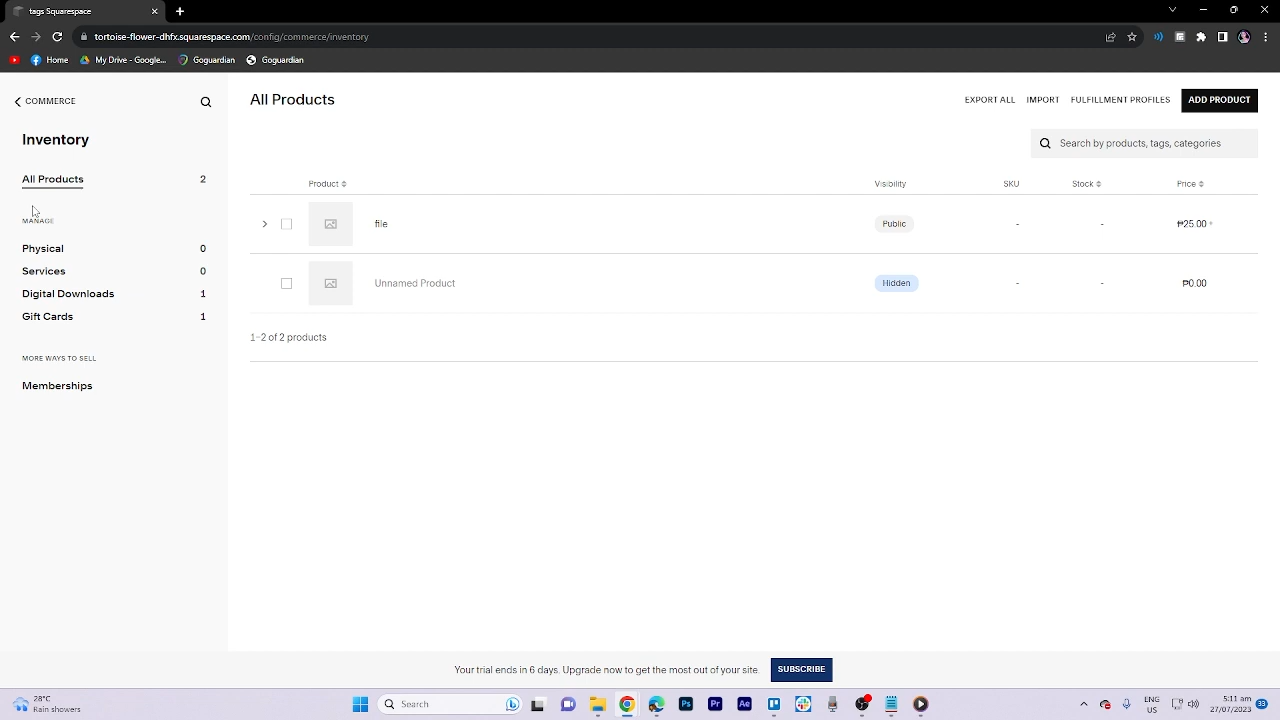 tags Squarespace
tortoise-flower-dhfx.squarespace.com/config/commerce/inventory
Home My Drive - Google... Goguardian Goguardian
COMMERCE
Inventory
All Products 2
MANAGE
Physical 0
Services 0
Digital Downloads 1
Gift Cards 1
MORE WAYS TO SELL
Memberships
All Products
EXPORT ALL IMPORT FULFILLMENT PROFILES ADD PRODUCT
Search by products, tags, categories
Product Visibility SKU Stock Price
file Public - - ₱25.00 +
Unnamed Product Hidden - - ₱0.00
1–2 of 2 products
Your trial ends in 6 days. Upgrade now to get the most out of your site. SUBSCRIBE
28°C
Rain showers
Search
Ps Pr Ae
ENG
US
5:11 am
27/07/2023
33